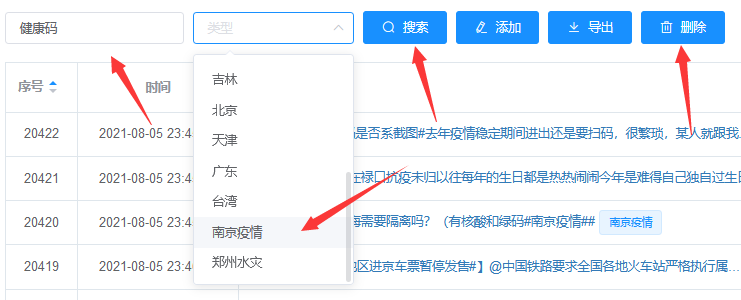 健康码 类型 搜索 添加 导出 删除
序号 时间
吉林
北京
天津
广东
台湾
南京疫情
郑州水灾
20422 2021-08-05 23:4 是否系截图#去年疫情稳定期间进出还是要扫码，很繁琐，某人就跟我
20421 2021-08-05 23:4 在禄口抗疫未归以往每年的生日都是热热闹闹今年是难得自己独自过生日
20420 2021-08-05 23:4 需要隔离吗？（有核酸和绿码#南京疫情## 南京疫情
20419 2021-08-05 23:4 区进京车票暂停发售#】@中国铁路要求全国各地火车站严格执行属...